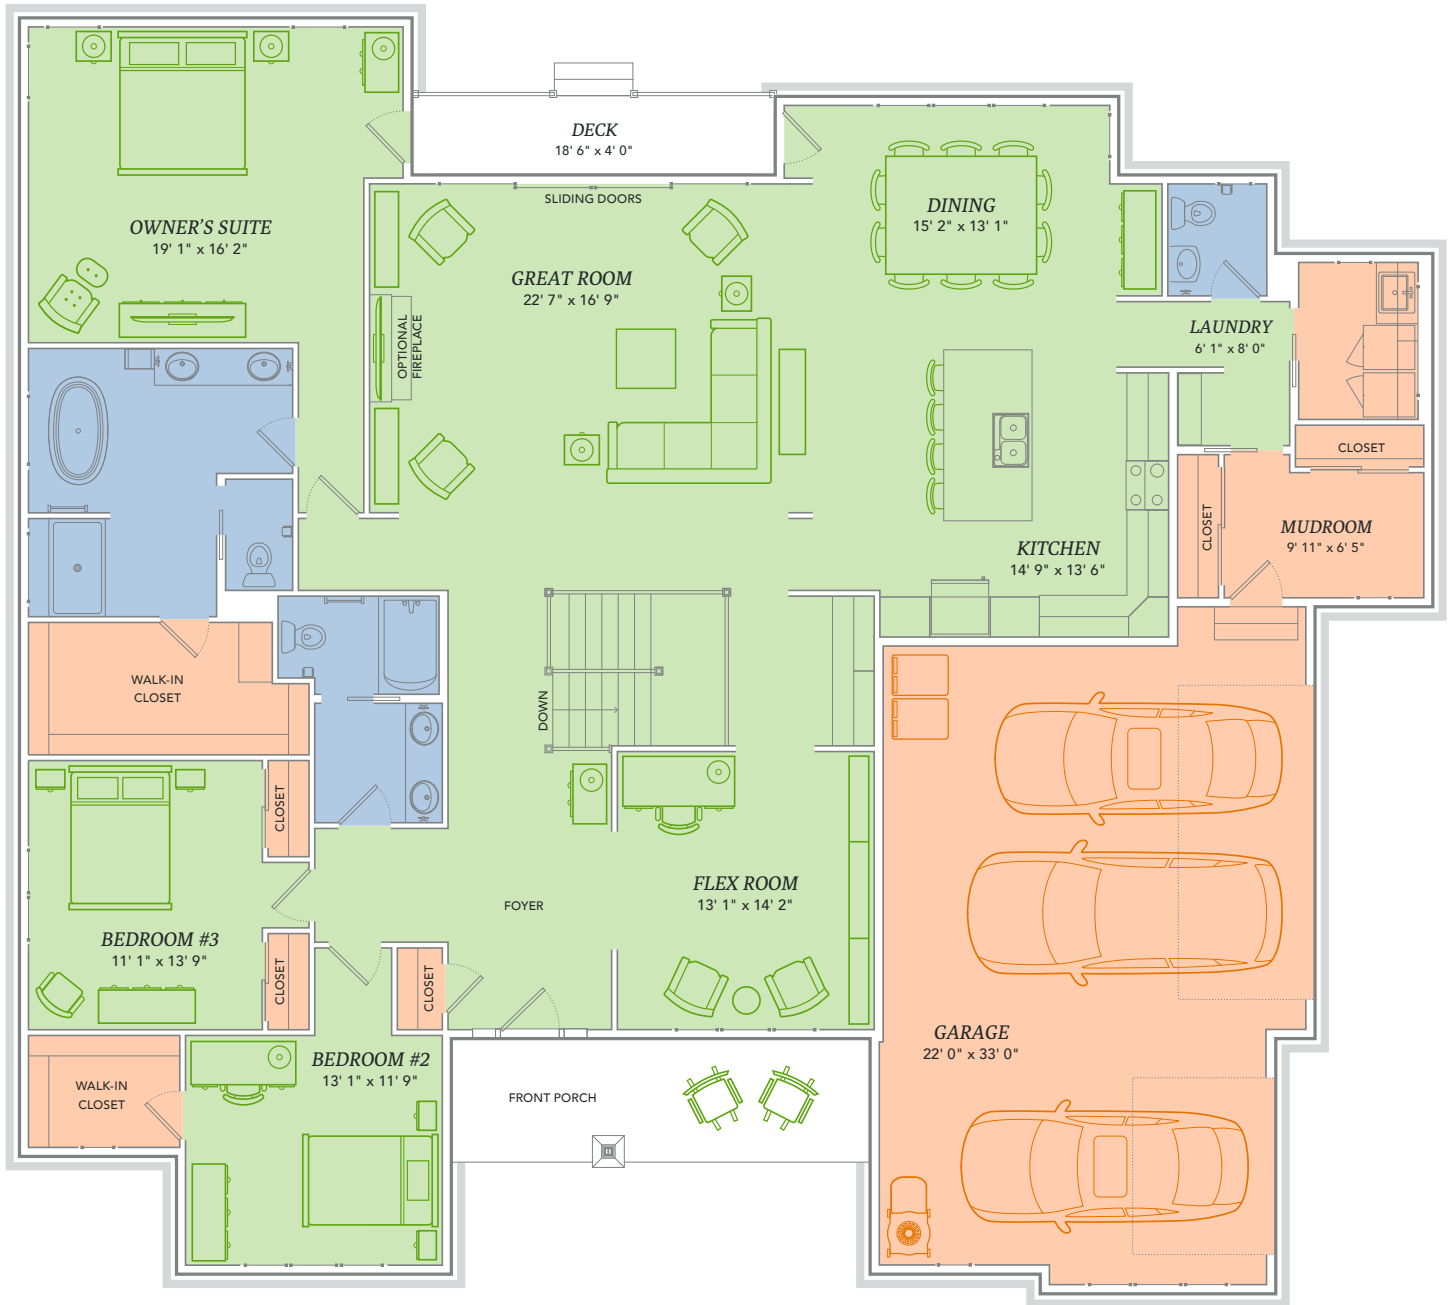 DECK
18' 6" x 4' 0"
SLIDING DOORS
DINING
15' 2" x 13' 1"
OWNER'S SUITE
19' 1" x 16' 2"
GREAT ROOM
22' 7" x 16' 9"
OPTIONAL
FIREPLACE
LAUNDRY
6' 1" x 8' 0"
CLOSET
CLOSET
MUDROOM
9' 11" x 6' 5"
KITCHEN
14' 9" x 13' 6"
WALK-IN
CLOSET
DOWN
CLOSET
FLEX ROOM
13' 1" x 14' 2"
FOYER
BEDROOM #3
11' 1" x 13' 9"
CLOSET
CLOSET
GARAGE
22' 0" x 33' 0"
BEDROOM #2
13' 1" x 11' 9"
WALK-IN
CLOSET
FRONT PORCH